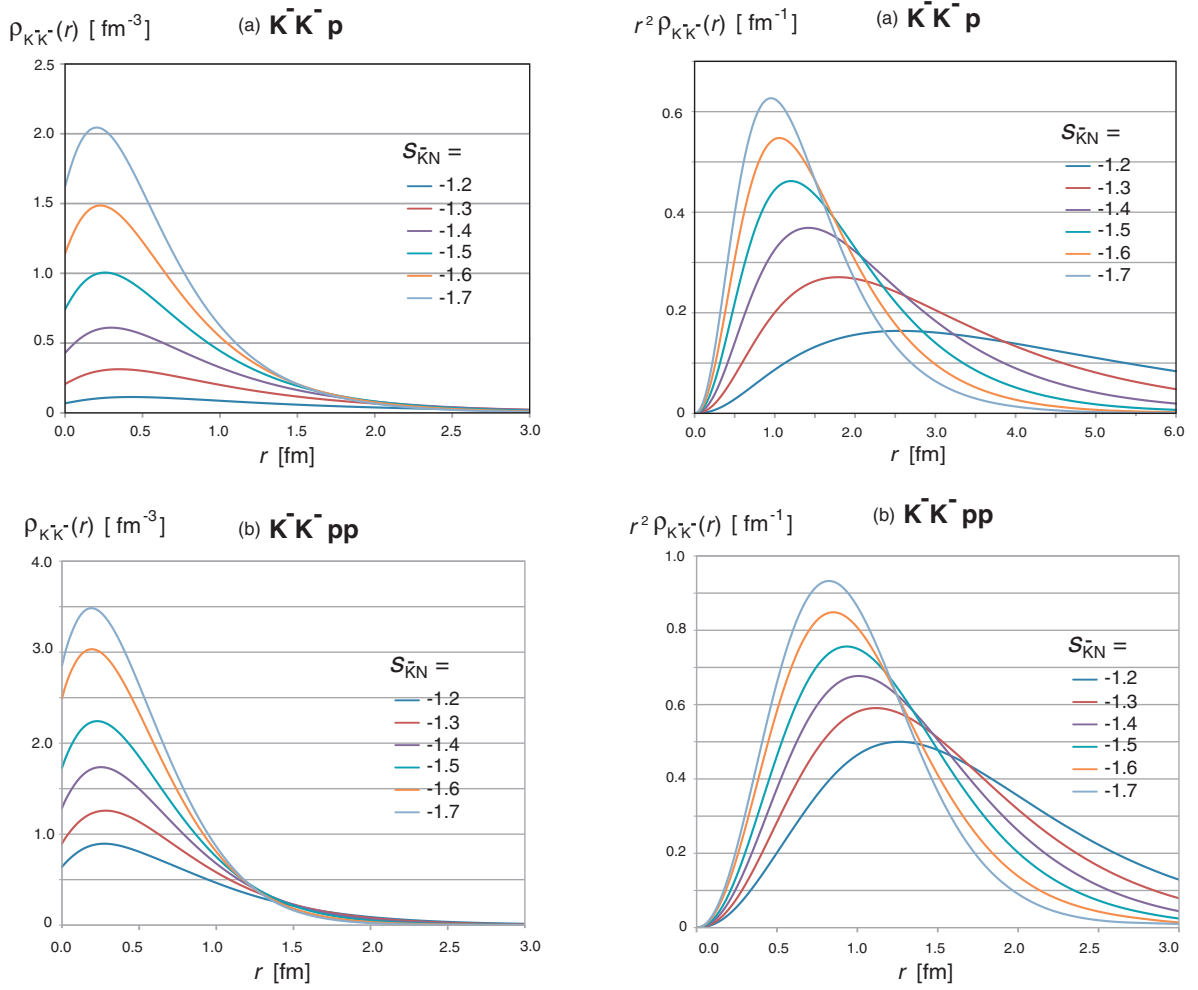 ρK⁻K⁻(r) [ fm⁻³ ]
(a) K⁻K⁻ p
2.5
2.0
1.5
1.0
0.5
0
SK̄N =
-1.2
-1.3
-1.4
-1.5
-1.6
-1.7
0.0 0.5 1.0 1.5 2.0 2.5 3.0
r [fm]
r² ρK⁻K⁻(r) [ fm⁻¹ ]
(a) K⁻K⁻ p
0.6
0.4
0.2
0
SK̄N =
-1.2
-1.3
-1.4
-1.5
-1.6
-1.7
0.0 1.0 2.0 3.0 4.0 5.0 6.0
r [fm]
ρK⁻K⁻(r) [ fm⁻³ ]
(b) K⁻K⁻ pp
4.0
3.0
2.0
1.0
0
SK̄N =
-1.2
-1.3
-1.4
-1.5
-1.6
-1.7
0.0 0.5 1.0 1.5 2.0 2.5 3.0
r [fm]
r² ρK⁻K⁻(r) [ fm⁻¹ ]
(b) K⁻K⁻ pp
1.0
0.8
0.6
0.4
0.2
0
SK̄N =
-1.2
-1.3
-1.4
-1.5
-1.6
-1.7
0.0 0.5 1.0 1.5 2.0 2.5 3.0
r [fm]